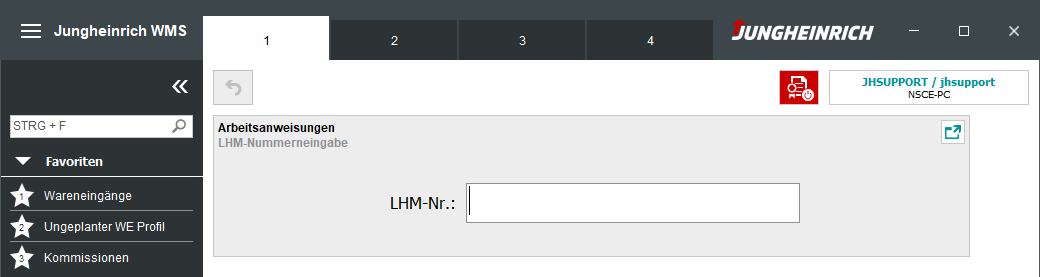 Jungheinrich WMS
1
2
3
4
JUNGHEINRICH
STRG + F
JHSUPPORT / jhsupport
NSCE-PC
Arbeitsanweisungen
LHM-Nummerneingabe
LHM-Nr.:
Favoriten
1 Wareneingänge
2 Ungeplanter WE Profil
3 Kommissionen